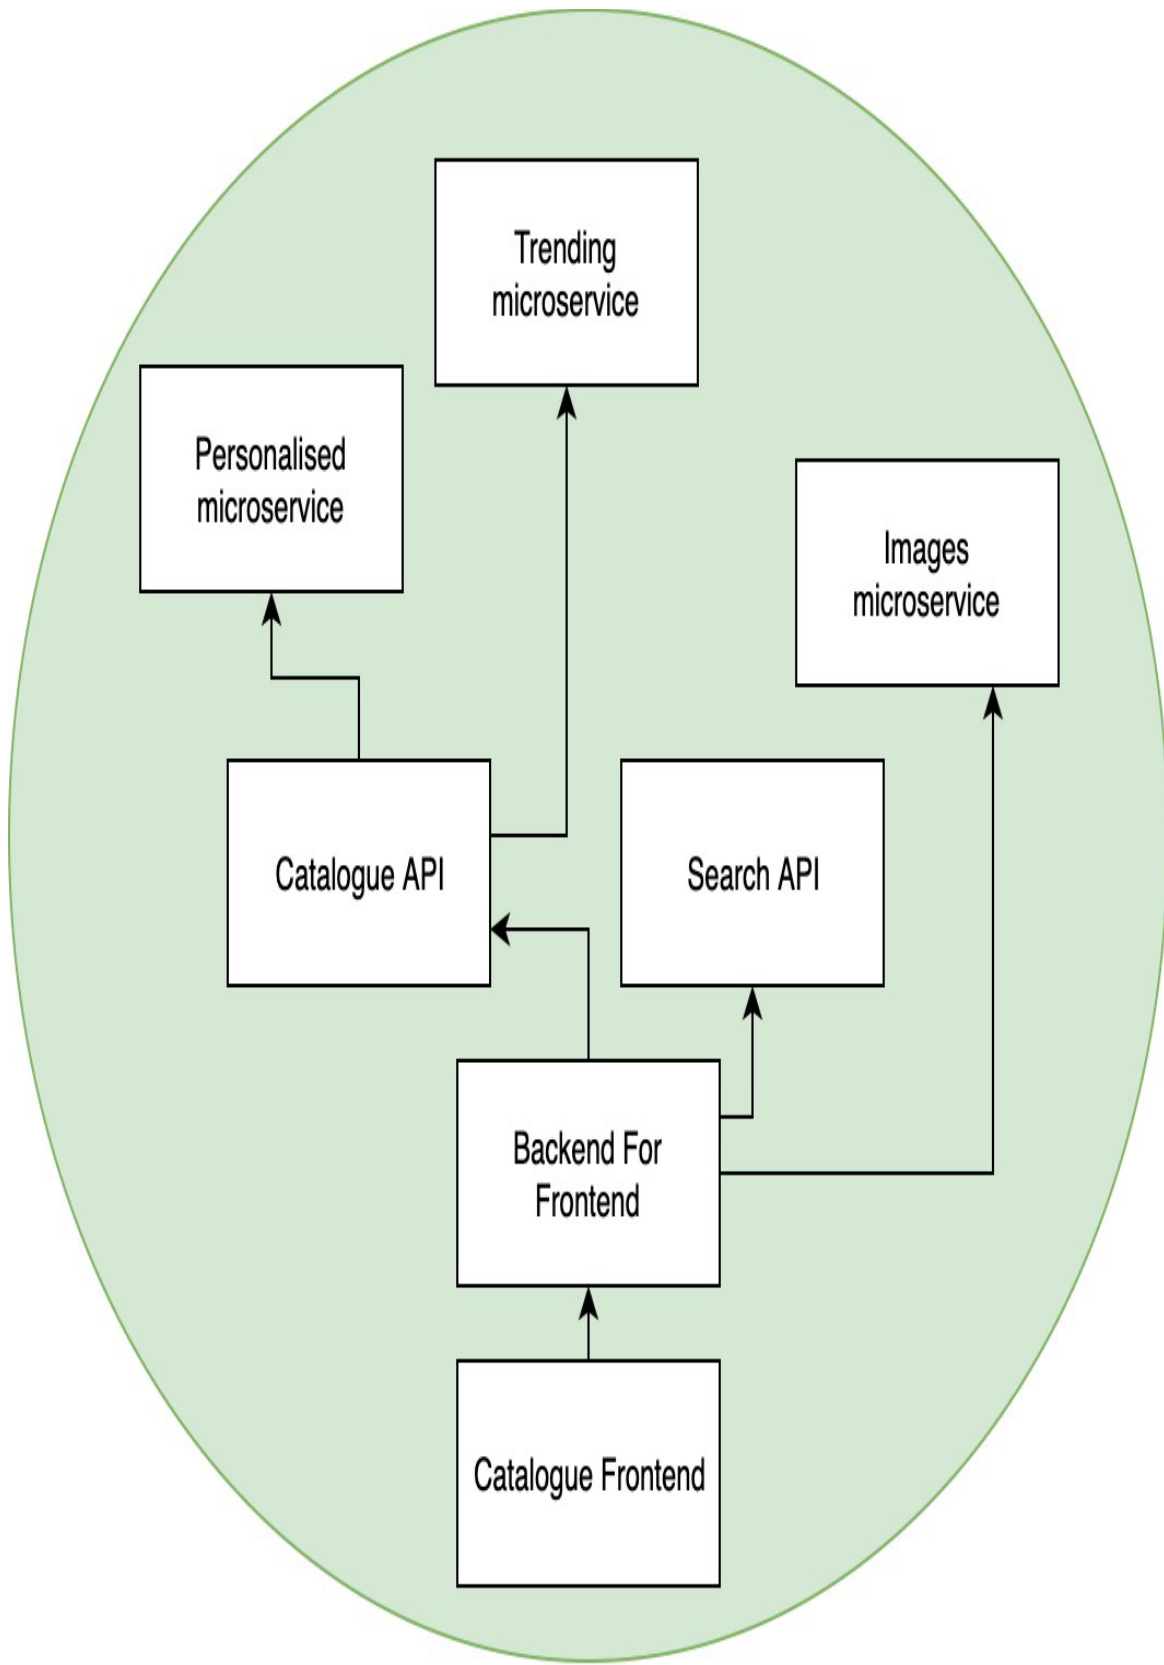 Trending
microservice
Personalised
microservice
Images
microservice
Catalogue API
Search API
Backend For
Frontend
Catalogue Frontend